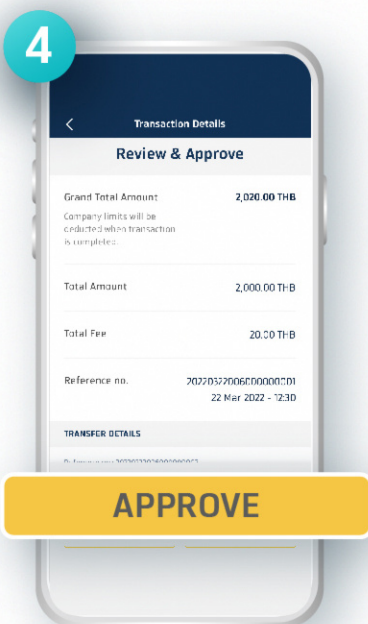 4
Transaction Details
Review & Approve
Grand Total Amount 2,020.00 THB
Company limits will be
deducted when transaction
is completed
Total Amount 2,000.00 THB
Total Fee 20.00 THB
Reference no.
22 Mar 2022 - 12:30
TRANSFER DETAILS
APPROVE